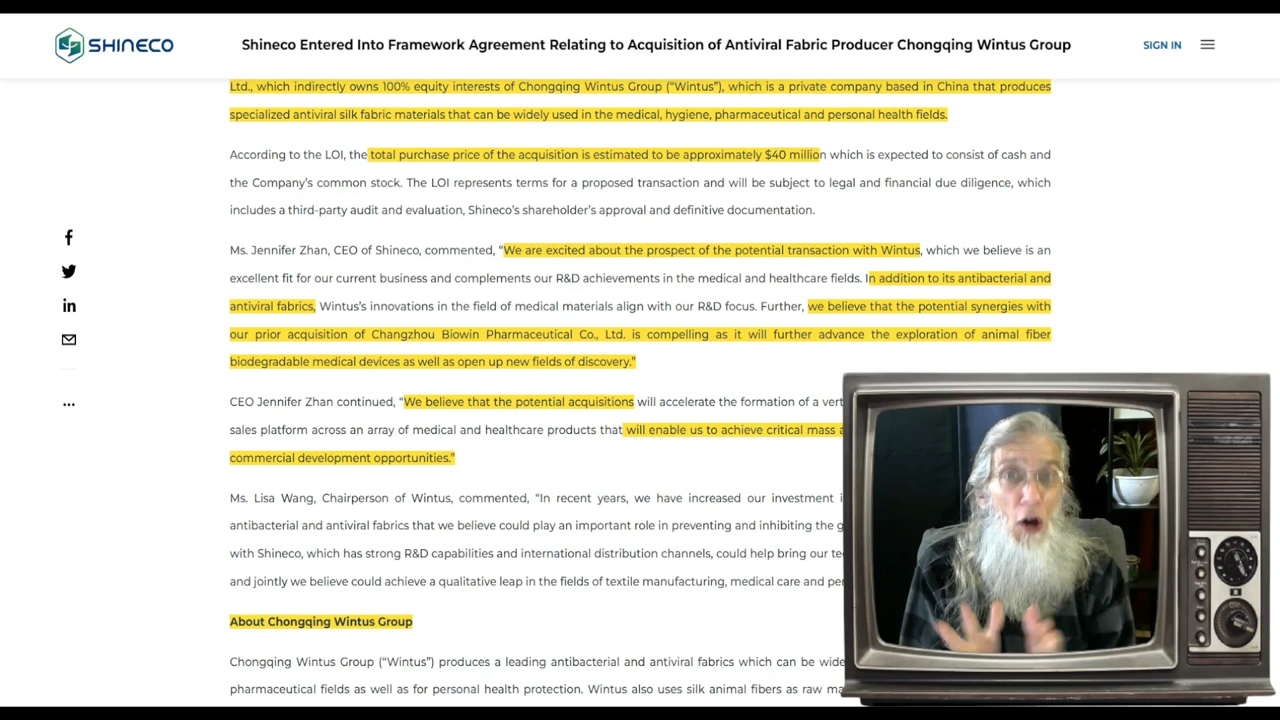 SHINECO
Shineco Entered Into Framework Agreement Relating to Acquisition of Antiviral Fabric Producer Chongqing Wintus Group
SIGN IN
Ltd., which indirectly owns 100% equity interests of Chongqing Wintus Group (“Wintus”), which is a private company based in China that produces
specialized antiviral silk fabric materials that can be widely used in the medical, hygiene, pharmaceutical and personal health fields.
According to the LOI, the total purchase price of the acquisition is estimated to be approximately $40 million which is expected to consist of cash and
the Company’s common stock. The LOI represents terms for a proposed transaction and will be subject to legal and financial due diligence, which
includes a third-party audit and evaluation, Shineco’s shareholder’s approval and definitive documentation.
Ms. Jennifer Zhan, CEO of Shineco, commented, “We are excited about the prospect of the potential transaction with Wintus, which we believe is an
excellent fit for our current business and complements our R&D achievements in the medical and healthcare fields. In addition to its antibacterial and
antiviral fabrics, Wintus’s innovations in the field of medical materials align with our R&D focus. Further, we believe that the potential synergies with
our prior acquisition of Changzhou Biowin Pharmaceutical Co., Ltd. is compelling as it will further advance the exploration of animal fiber
biodegradable medical devices as well as open up new fields of discovery.”
CEO Jennifer Zhan continued, “We believe that the potential acquisitions will accelerate the formation of a vert
sales platform across an array of medical and healthcare products that will enable us to achieve critical mass a
commercial development opportunities.”
Ms. Lisa Wang, Chairperson of Wintus, commented, “In recent years, we have increased our investment i
antibacterial and antiviral fabrics that we believe could play an important role in preventing and inhibiting the g
with Shineco, which has strong R&D capabilities and international distribution channels, could help bring our te
and jointly we believe could achieve a qualitative leap in the fields of textile manufacturing, medical care and per
About Chongqing Wintus Group
Chongqing Wintus Group (“Wintus”) produces a leading antibacterial and antiviral fabrics which can be wide
pharmaceutical fields as well as for personal health protection. Wintus also uses silk animal fibers as raw ma